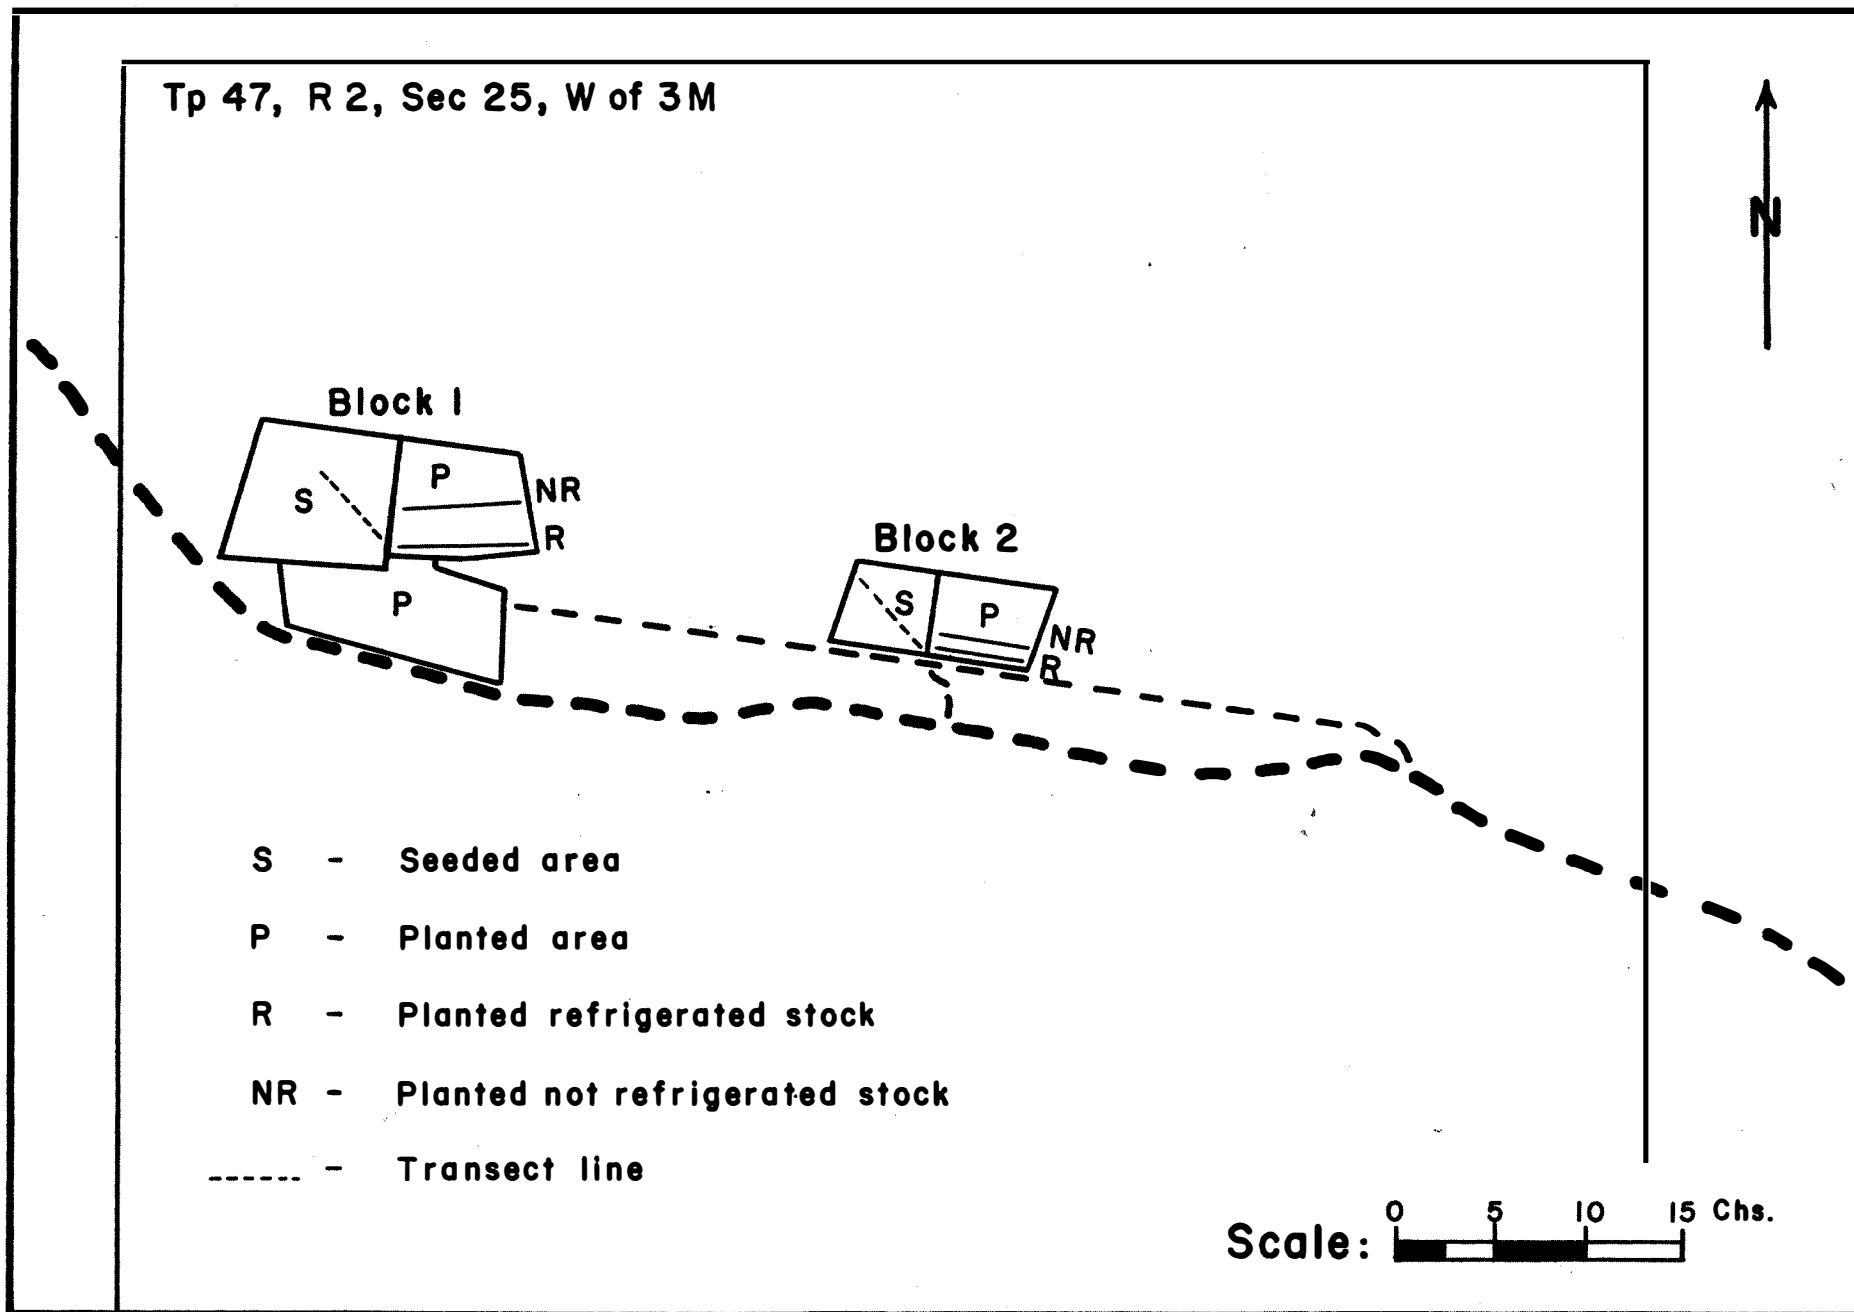 Tp 47, R 2, Sec 25, W of 3M
N
Block 1
P
NR
S
R
P
Block 2
S
P
NR
R
S - Seeded area
P - Planted area
R - Planted refrigerated stock
NR - Planted not refrigerated stock
------ - Transect line
0 5 10 15 Chs.
Scale: